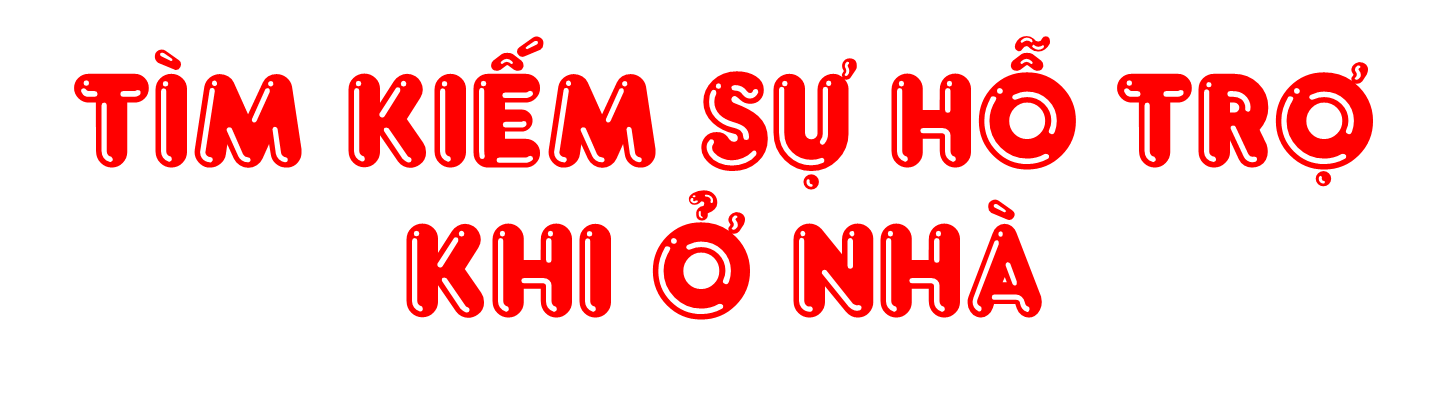 TÌM KIẾM SỰ HỖ TRỢ
KHI Ở NHÀ